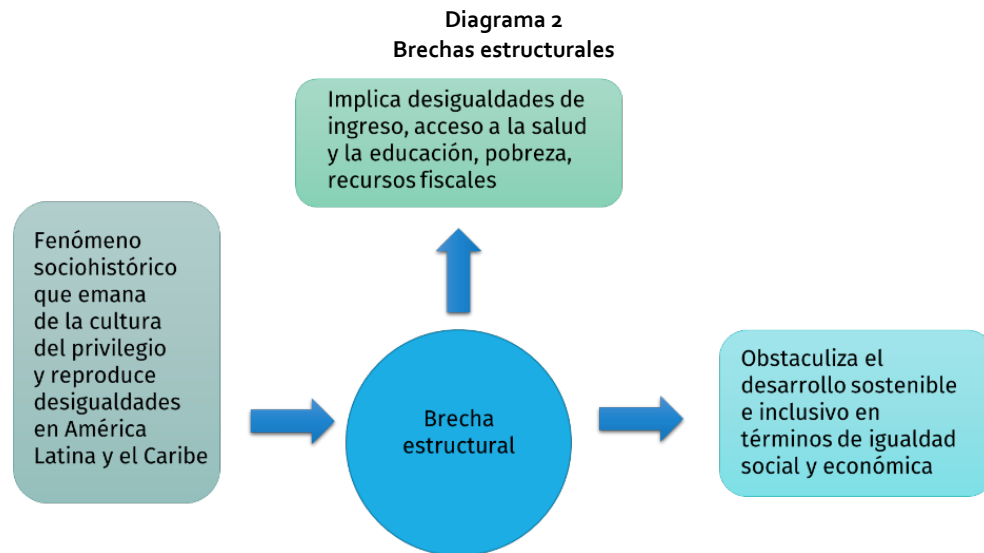 Diagrama 2
Brechas estructurales
Implica desigualdades de
ingreso, acceso a la salud
y la educación, pobreza,
recursos fiscales
Fenómeno
sociohistórico
que emana
de la cultura
del privilegio
y reproduce
desigualdades
en América
Latina y el Caribe
Brecha
estructural
Obstaculiza el
desarrollo sostenible
e inclusivo en
términos de igualdad
social y económica